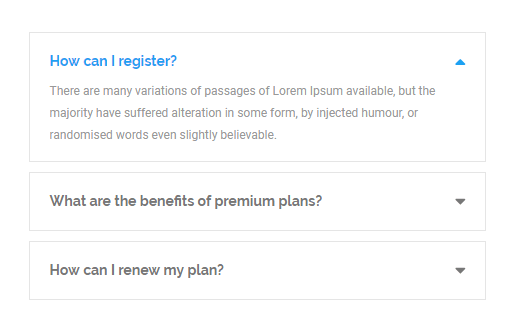 How can I register?
There are many variations of passages of Lorem Ipsum available, but the
majority have suffered alteration in some form, by injected humour, or
randomised words even slightly believable.
What are the benefits of premium plans?
How can I renew my plan?